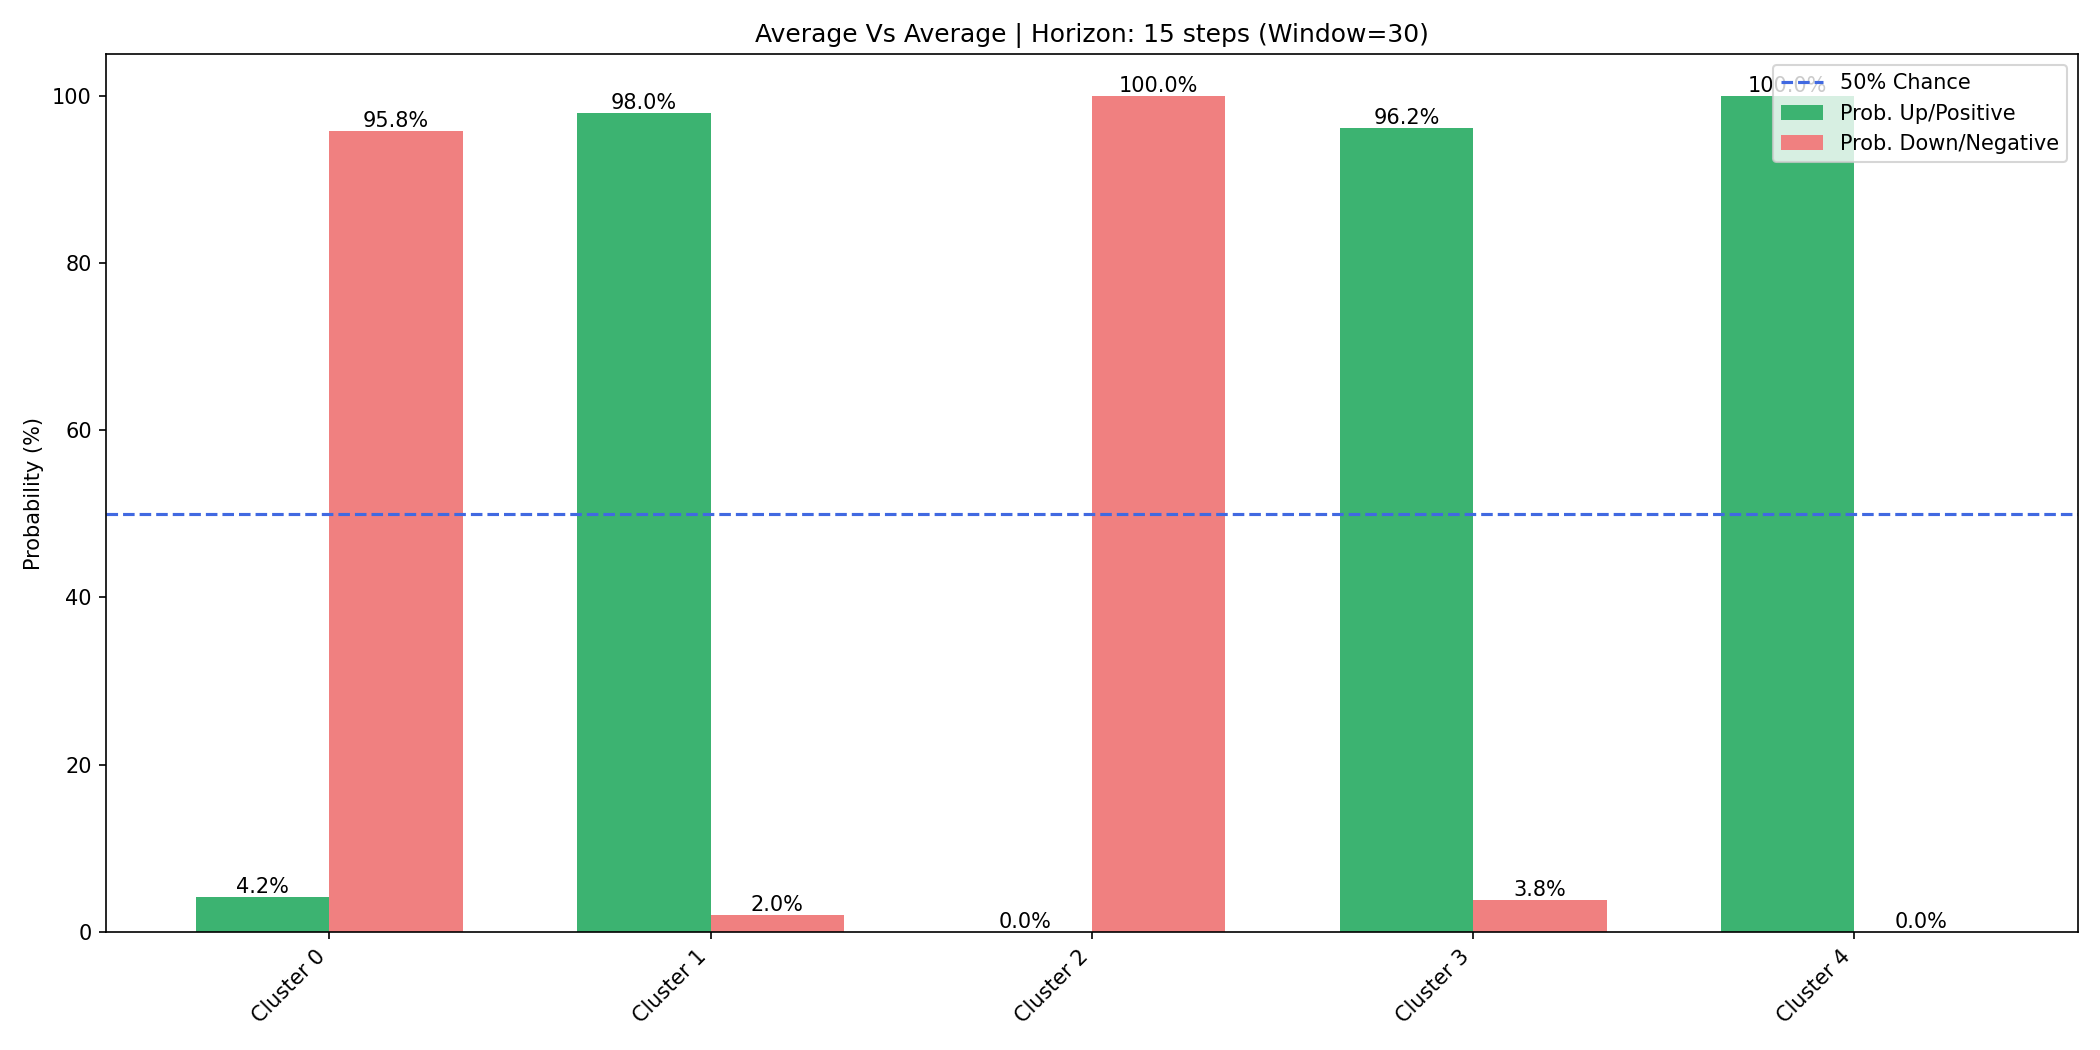 Average Vs Average | Horizon: 15 steps (Window=30)
Probability (%)
100
80
60
40
20
0
4.2%
95.8%
98.0%
2.0%
0.0%
100.0%
96.2%
3.8%
100.0%
0.0%
50% Chance
Prob. Up/Positive
Prob. Down/Negative
Cluster 0
Cluster 1
Cluster 2
Cluster 3
Cluster 4